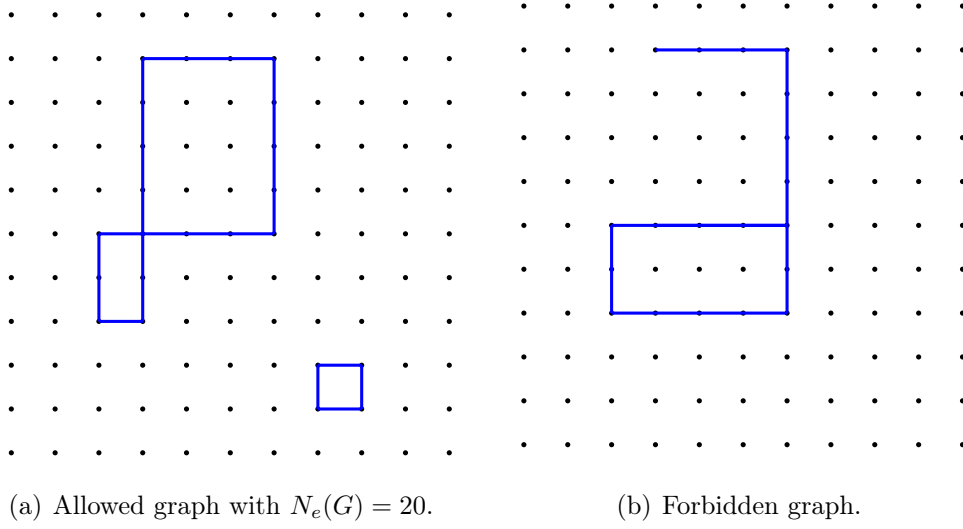 (a) Allowed graph with $N_e(G) = 20$.
(b) Forbidden graph.